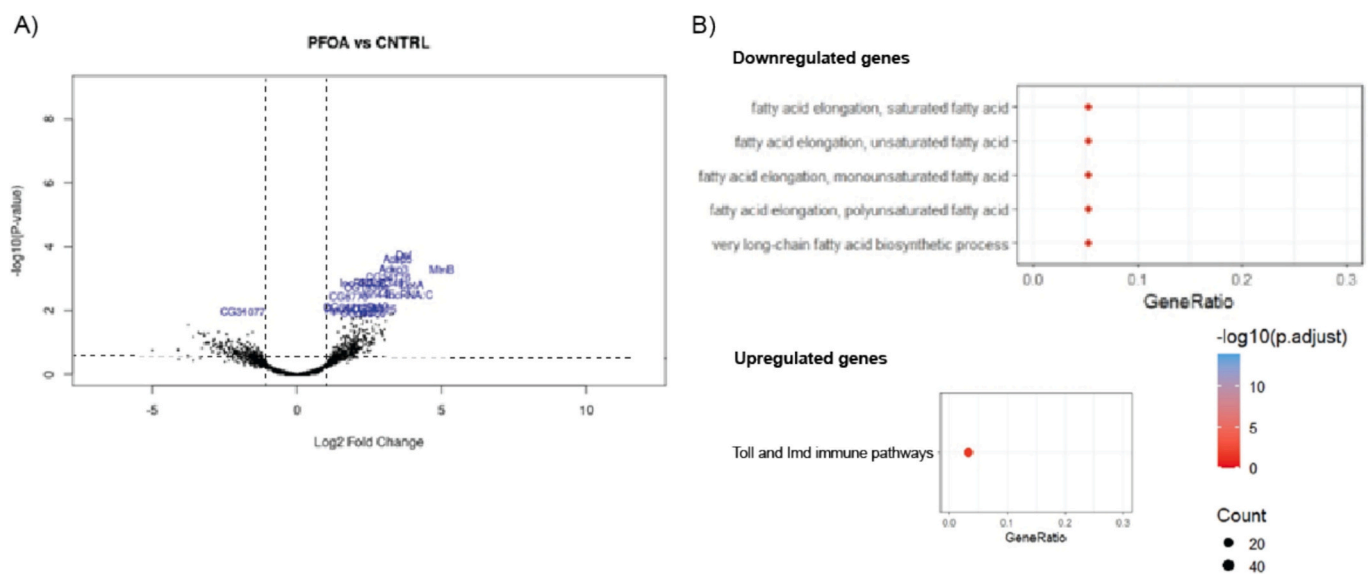 A)
PFOA vs CNTRL
-log10(P-value)
0
2
4
6
8
CG31077
MtnB
-5
0
5
10
Log2 Fold Change
B)
Downregulated genes
fatty acid elongation, saturated fatty acid
fatty acid elongation, unsaturated fatty acid
fatty acid elongation, monounsaturated fatty acid
fatty acid elongation, polyunsaturated fatty acid
very long-chain fatty acid biosynthetic process
0.0 0.1 0.2 0.3
GeneRatio
Upregulated genes
Toll and Imd immune pathways
0.0 0.1 0.2 0.3
GeneRatio
-log10(p.adjust)
10
5
0
Count
20
40